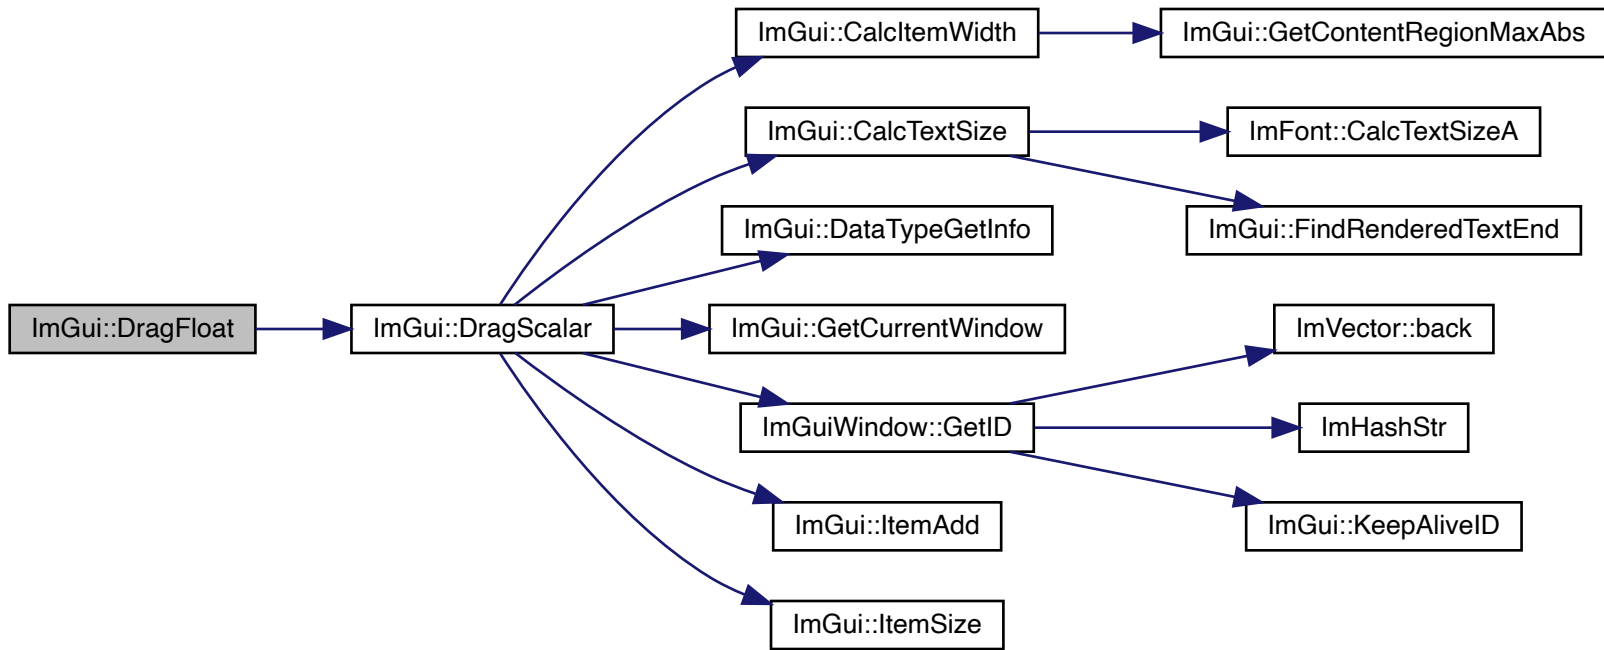 ImGui::DragFloat
ImGui::DragScalar
ImGui::CalcItemWidth
ImGui::GetContentRegionMaxAbs
ImGui::CalcTextSize
ImFont::CalcTextSizeA
ImGui::FindRenderedTextEnd
ImGui::DataTypeGetInfo
ImGui::GetCurrentWindow
ImGuiWindow::GetID
ImVector::back
ImHashStr
ImGui::KeepAliveID
ImGui::ItemAdd
ImGui::ItemSize